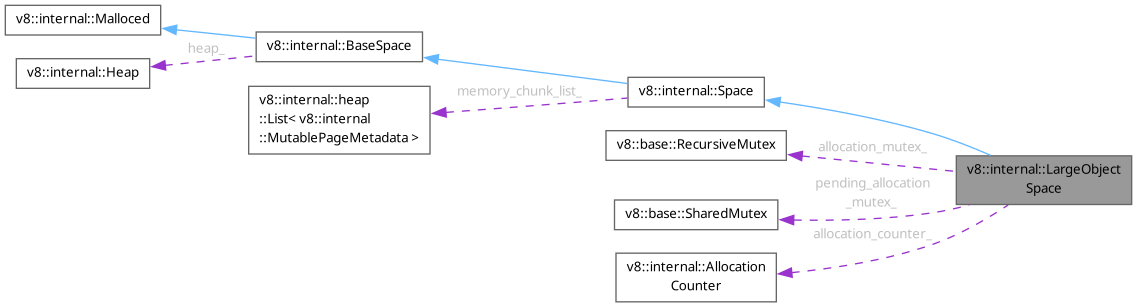 v8::internal::Malloced
heap_
v8::internal::BaseSpace
v8::internal::Heap
memory_chunk_list_
v8::internal::Space
v8::internal::heap
::List< v8::internal
::MutablePageMetadata >
v8::base::RecursiveMutex
allocation_mutex_
v8::internal::LargeObject
Space
pending_allocation
_mutex_
v8::base::SharedMutex
allocation_counter_
v8::internal::Allocation
Counter